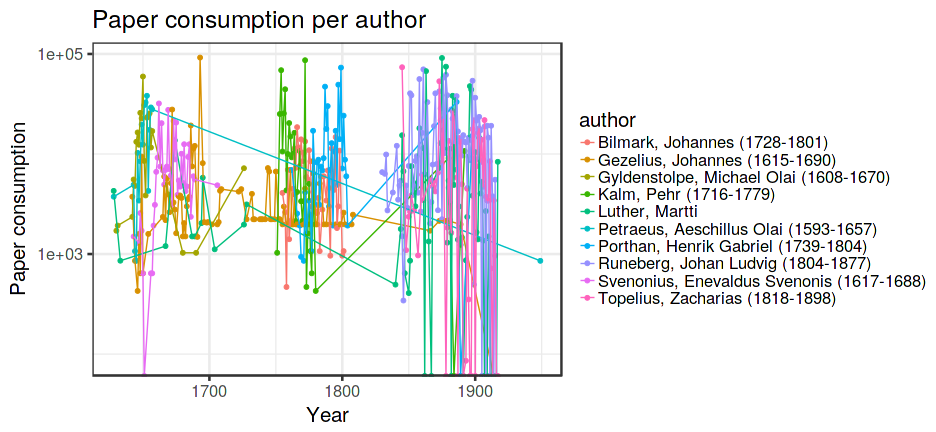 Paper consumption per author
1e+05
1e+03
Paper consumption
1700
1800
1900
Year
author
Bilmark, Johannes (1728-1801)
Gezelius, Johannes (1615-1690)
Gyldenstolpe, Michael Olai (1608-1670)
Kalm, Pehr (1716-1779)
Luther, Martti
Petraeus, Aeschillus Olai (1593-1657)
Porthan, Henrik Gabriel (1739-1804)
Runeberg, Johan Ludvig (1804-1877)
Svenonius, Enevaldus Svenonis (1617-1688)
Topelius, Zacharias (1818-1898)